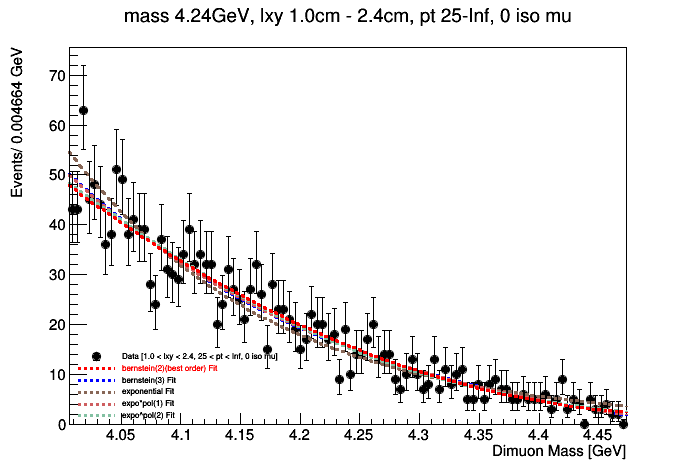 mass 4.24GeV, lxy 1.0cm - 2.4cm, pt 25-Inf, 0 iso mu
Events/ 0.004664 GeV
70
60
50
40
30
20
10
0
Data [1.0 < lxy < 2.4, 25 < pt < Inf, 0 iso mu]
bernstein(2)(best order) Fit
bernstein(3) Fit
exponential Fit
expo*pol(1) Fit
expo*pol(2) Fit
4.05 4.1 4.15 4.2 4.25 4.3 4.35 4.4 4.45
Dimuon Mass [GeV]